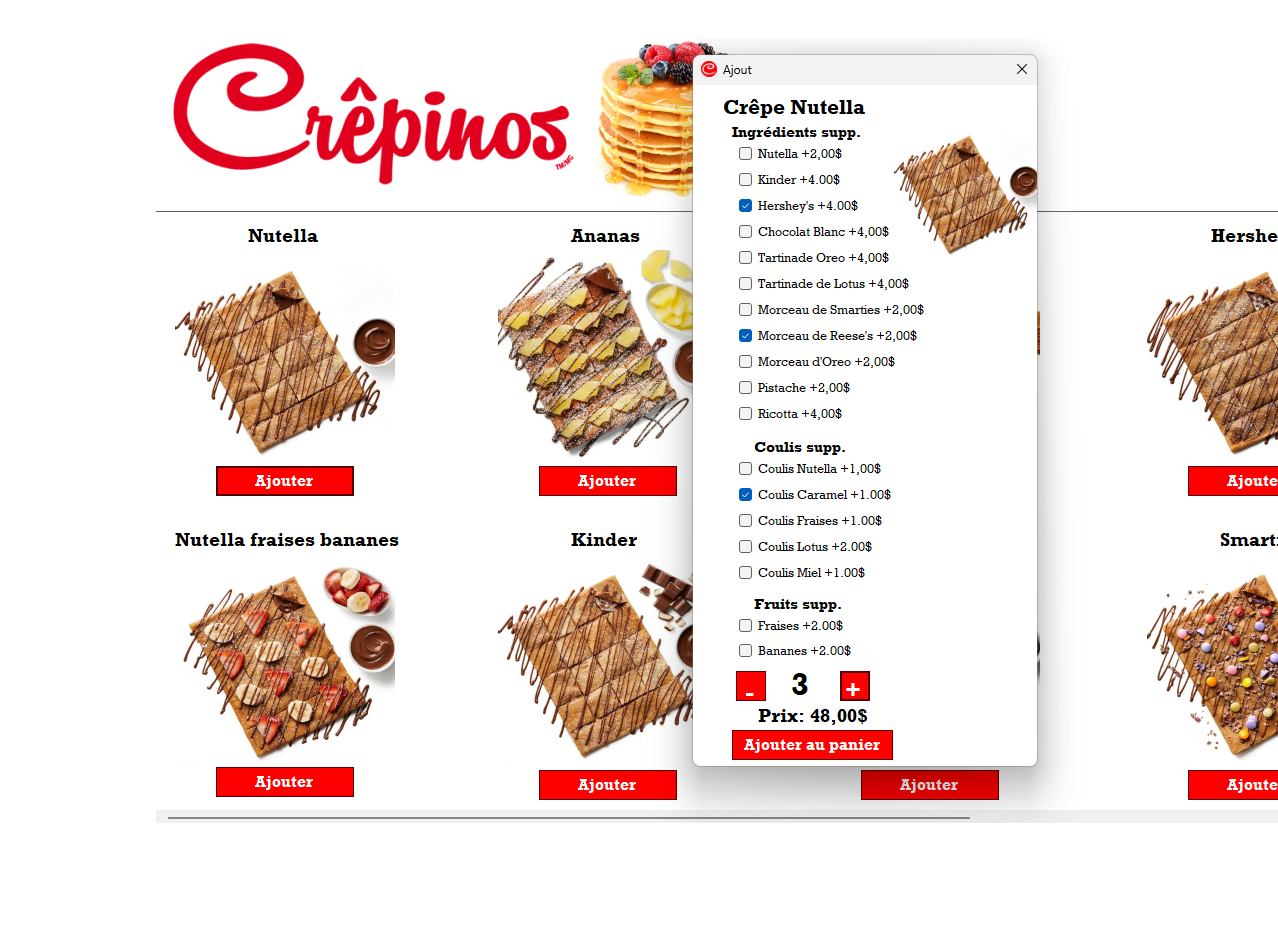 Crêpinos
TM/MG
Nutella
Ajouter
Ananas
Ajouter
Hershe
Ajoute
Nutella fraises bananes
Ajouter
Kinder
Ajouter
Ajouter
Smarti
Ajoute
Ajout
Crêpe Nutella
Ingrédients supp.
Nutella +2,00$
Kinder +4.00$
Hershey's +4.00$
Chocolat Blanc +4,00$
Tartinade Oreo +4,00$
Tartinade de Lotus +4,00$
Morceau de Smarties +2,00$
Morceau de Reese's +2,00$
Morceau d'Oreo +2,00$
Pistache +2,00$
Ricotta +4,00$
Coulis supp.
Coulis Nutella +1,00$
Coulis Caramel +1.00$
Coulis Fraises +1.00$
Coulis Lotus +2.00$
Coulis Miel +1.00$
Fruits supp.
Fraises +2.00$
Bananes +2.00$
- 3 +
Prix: 48,00$
Ajouter au panier